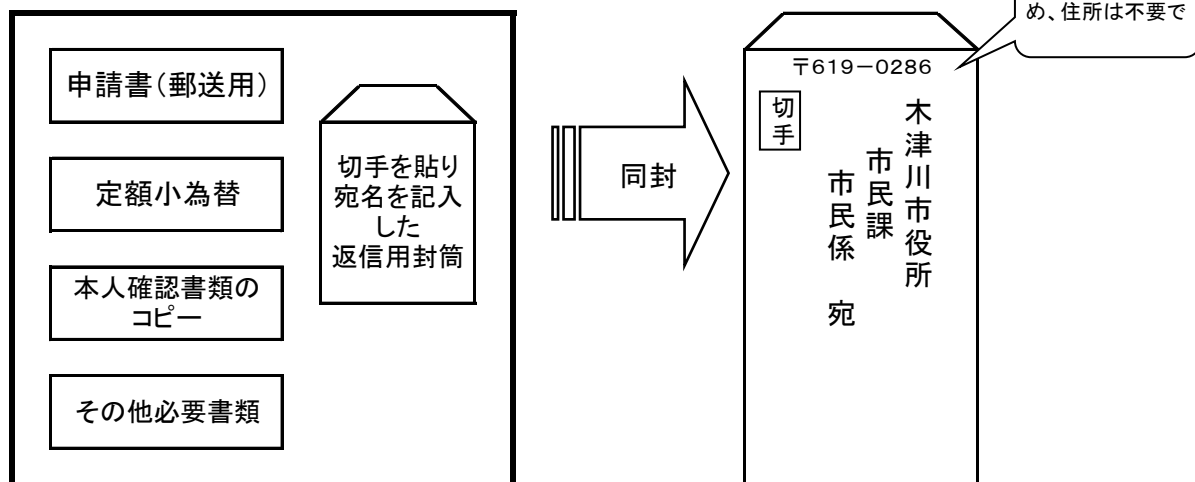 申請書（郵送用）
定額小為替
本人確認書類の
コピー
その他必要書類
切手を貼り
宛名を記入
した
返信用封筒
同封
め、住所は不要で
〒619－0286
切手
木津川市役所
市民課
市民係　宛